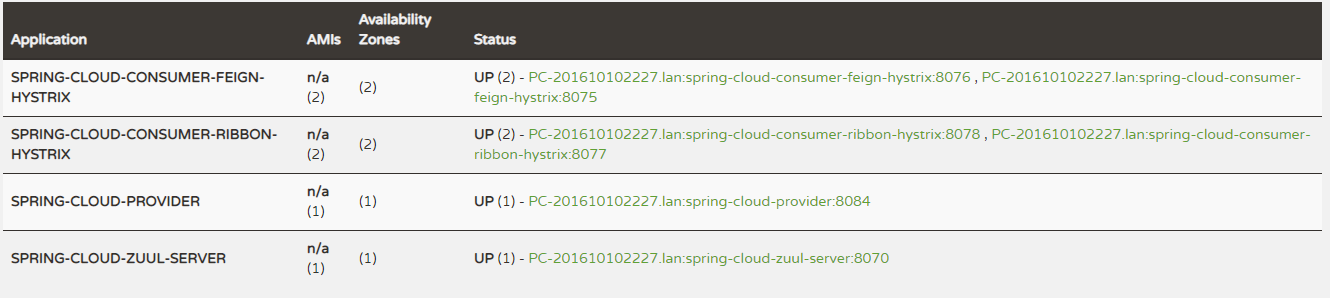 Application AMIs Availability Zones Status
SPRING-CLOUD-CONSUMER-FEIGN-HYSTRIX n/a (2) (2) UP (2) - PC-201610102227.lan:spring-cloud-consumer-feign-hystrix:8076 , PC-201610102227.lan:spring-cloud-consumer-feign-hystrix:8075
SPRING-CLOUD-CONSUMER-RIBBON-HYSTRIX n/a (2) (2) UP (2) - PC-201610102227.lan:spring-cloud-consumer-ribbon-hystrix:8078 , PC-201610102227.lan:spring-cloud-consumer-ribbon-hystrix:8077
SPRING-CLOUD-PROVIDER n/a (1) (1) UP (1) - PC-201610102227.lan:spring-cloud-provider:8084
SPRING-CLOUD-ZUUL-SERVER n/a (1) (1) UP (1) - PC-201610102227.lan:spring-cloud-zuul-server:8070